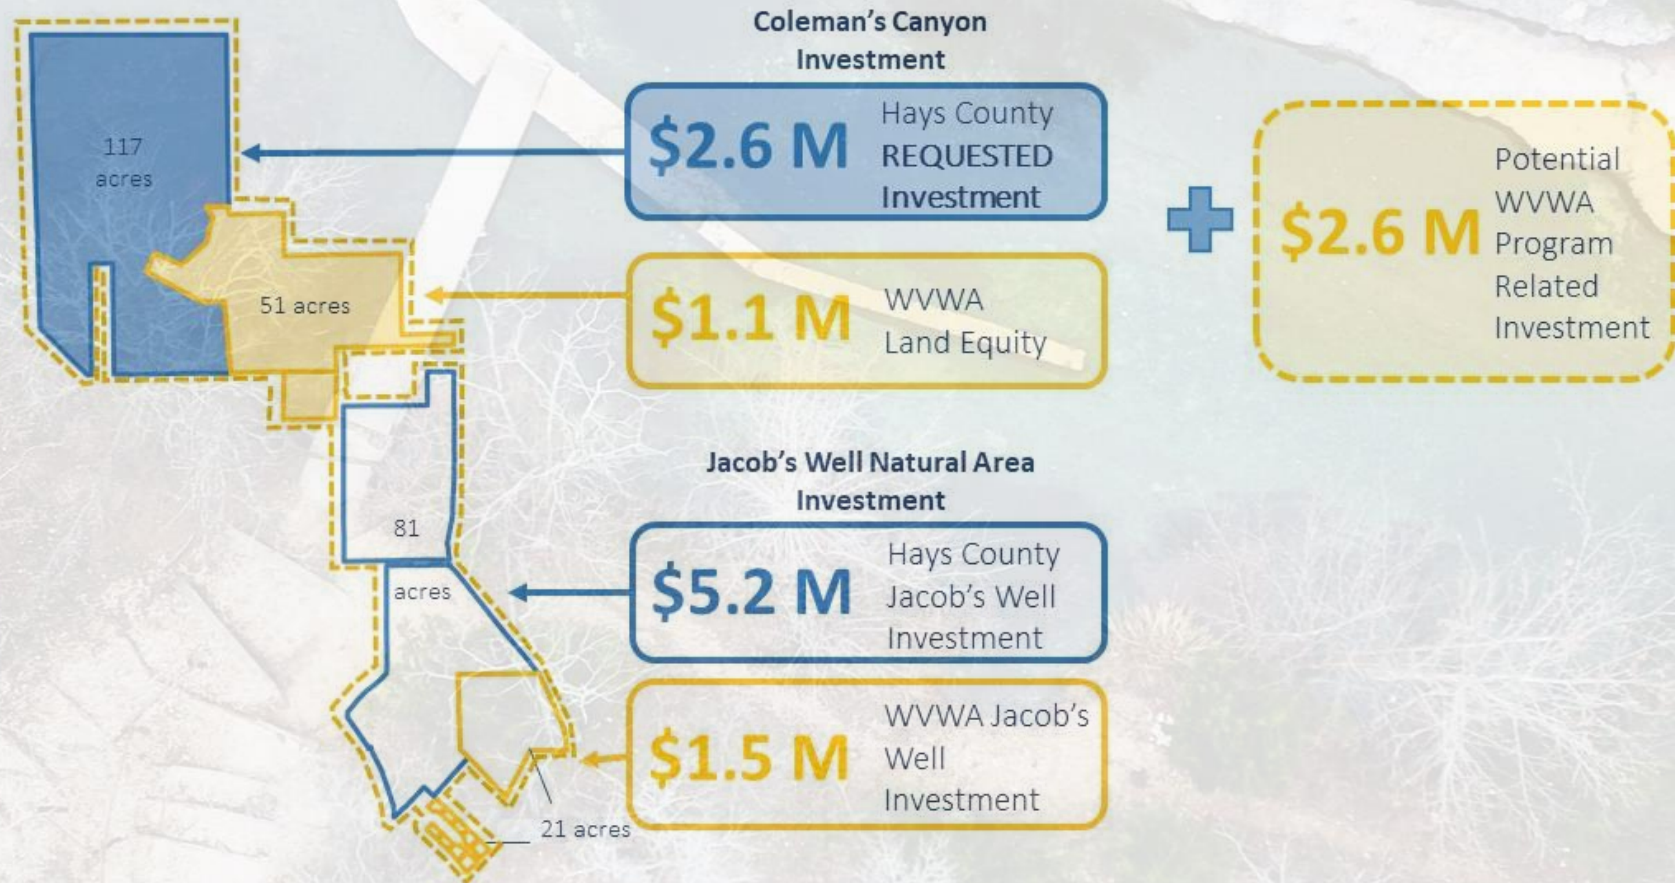 Coleman’s Canyon
Investment
117
acres
$2.6 M
Hays County
REQUESTED
Investment
51 acres
$1.1 M
WVWA
Land Equity
$2.6 M
Potential
WVWA
Program
Related
Investment
Jacob’s Well Natural Area
Investment
81
acres
$5.2 M
Hays County
Jacob’s Well
Investment
$1.5 M
WVWA Jacob’s
Well
Investment
21 acres